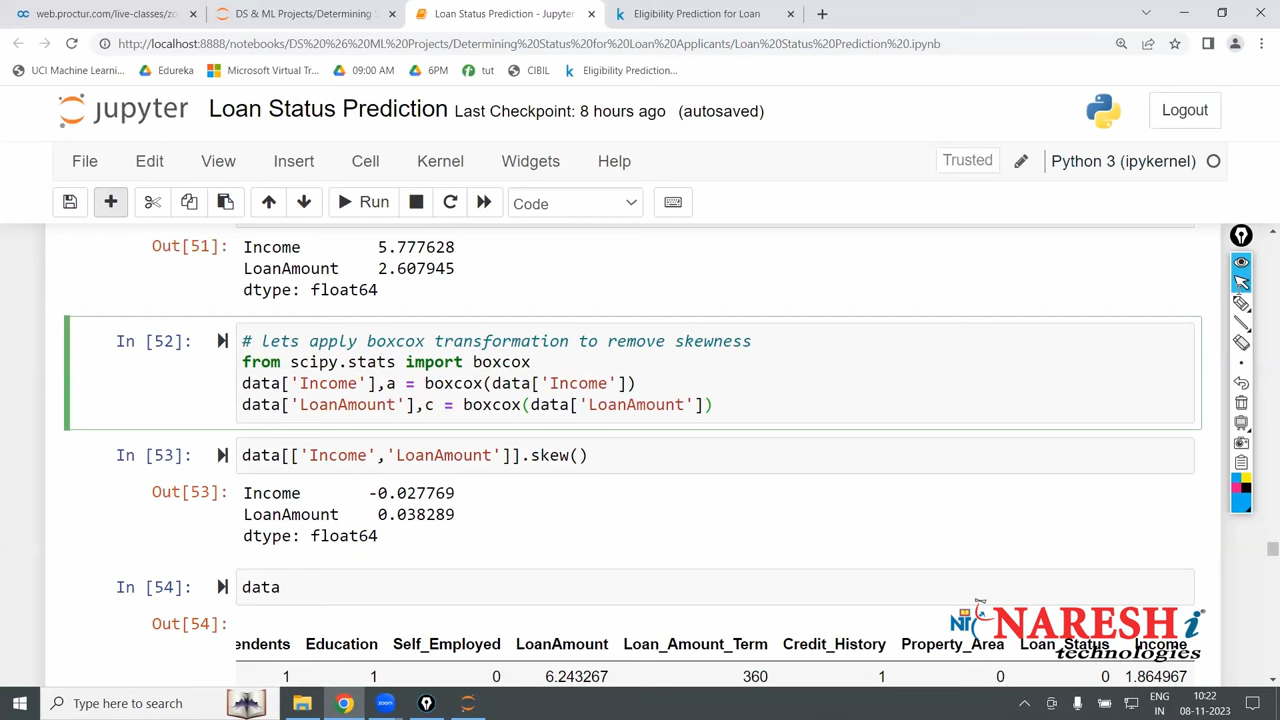 web.proctur.com/live-classes/zo
DS & ML Projects/Determining S
Loan Status Prediction - Jupyter
Eligibility Prediction for Loan
http://localhost:8888/notebooks/DS%20%26%20ML%20Projects/Determining%20Status%20for%20Loan%20Applicants/Loan%20Status%20Prediction%20.ipynb
UCI Machine Learni...
Edureka
Microsoft Virtual Tr...
09:00 AM
6PM
tut
CIBIL
Eligibility Prediction...
jupyter Loan Status Prediction Last Checkpoint: 8 hours ago (autosaved)
Logout
File Edit View Insert Cell Kernel Widgets Help
Trusted
Python 3 (ipykernel)
Run
Code
Out[51]:
Income 5.777628
LoanAmount 2.607945
dtype: float64
In [52]:
# lets apply boxcox transformation to remove skewness
from scipy.stats import boxcox
data['Income'],a = boxcox(data['Income'])
data['LoanAmount'],c = boxcox(data['LoanAmount'])
In [53]:
data[['Income','LoanAmount']].skew()
Out[53]:
Income -0.027769
LoanAmount 0.038289
dtype: float64
In [54]:
data
Out[54]:
endents Education Self_Employed LoanAmount Loan_Amount_Term Credit_History Property_Area Loan_Status Income
1 1 0 6.243267 360 1 0 0 1.864967
NARESH i
technologies
Type here to search
ENG
IN
10:22
08-11-2023